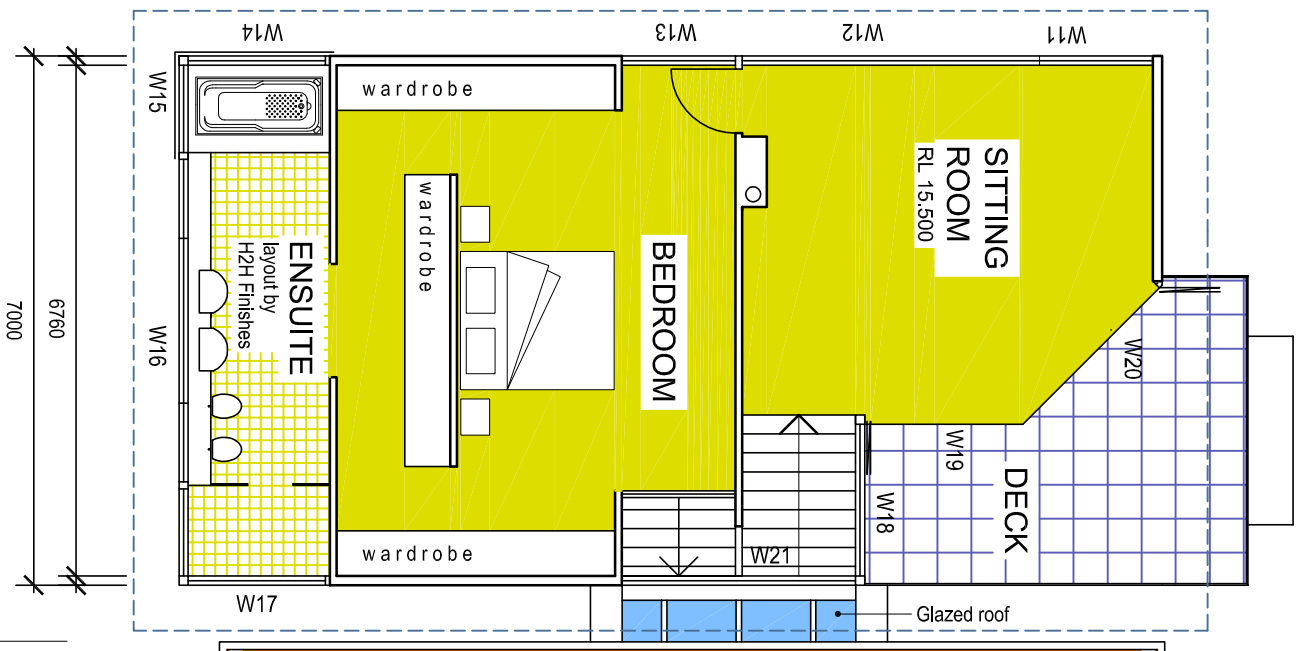 W14
W13
W12
W11
W15
wardrobe
wardrobe
SITTING
ROOM
RL 15.500
BEDROOM
ENSUITE
layout by
H2H Finishes
6760
7000
W16
W20
W19
W18
DECK
wardrobe
W21
W17
Glazed roof